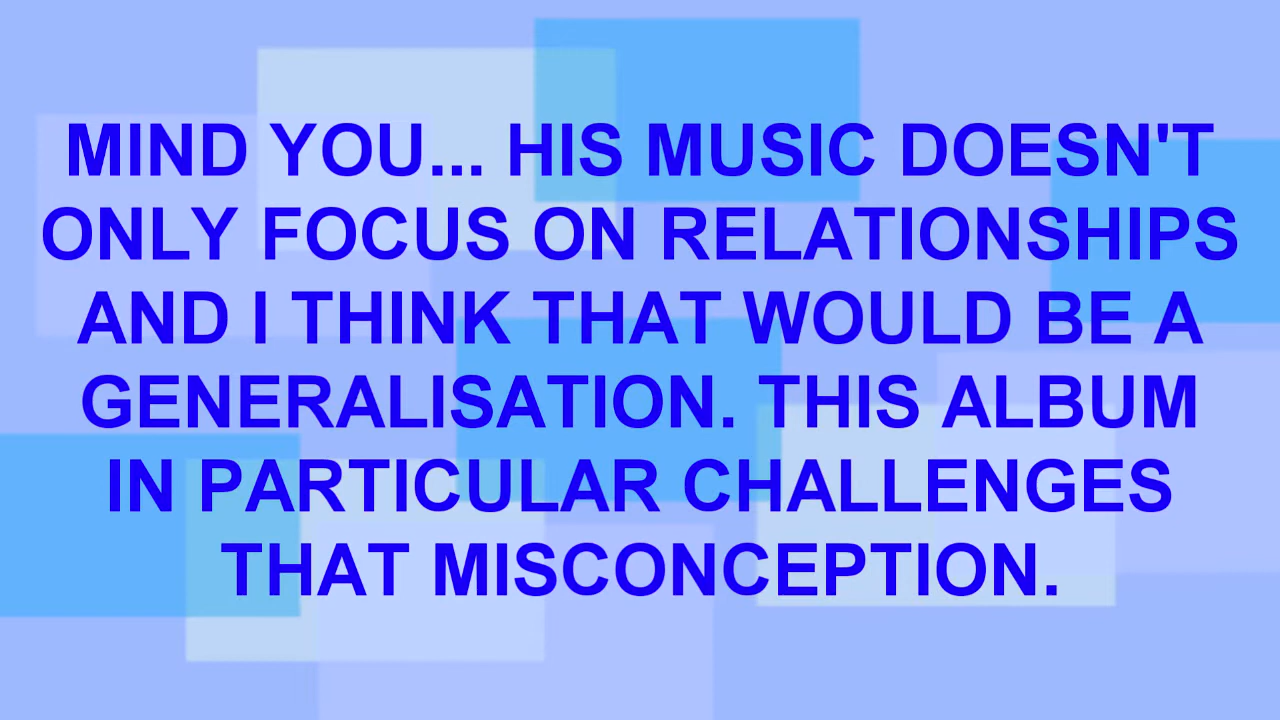 MIND YOU... HIS MUSIC DOESN'T
ONLY FOCUS ON RELATIONSHIPS
AND I THINK THAT WOULD BE A
GENERALISATION. THIS ALBUM
IN PARTICULAR CHALLENGES
THAT MISCONCEPTION.